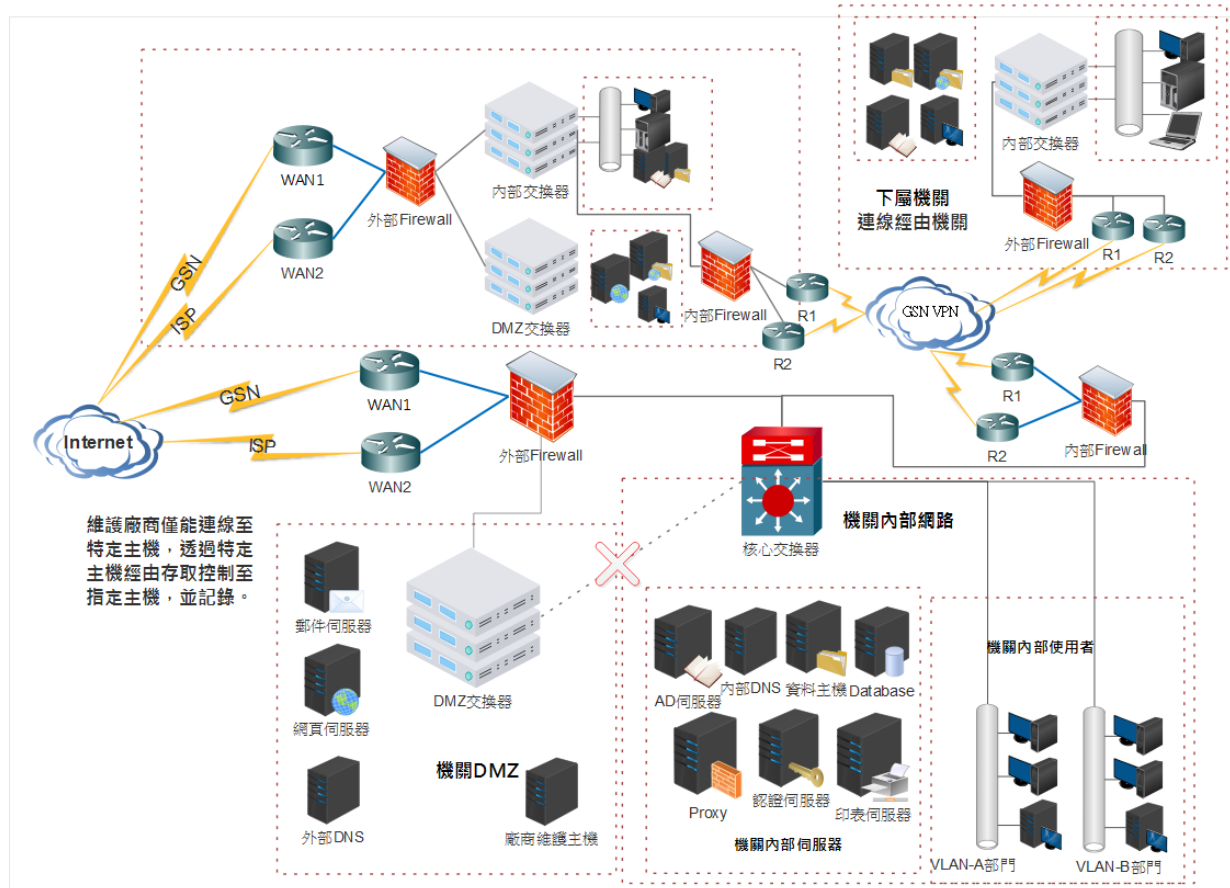 WAN1
GSN
外部Firewall
內部交換器
WAN2
ISP
DMZ交換器
內部Firewall
R1
R2
內部交換器
下屬機關
連線經由機關
外部Firewall
R1
R2
GSN VPN
Internet
GSN
WAN1
ISP
WAN2
外部Firewall
R1
R2
內部Firewall
維護廠商僅能連線至
特定主機，透過特定
主機經由存取控制至
指定主機，並記錄。
機關內部網路
核心交換器
郵件伺服器
網頁伺服器
外部DNS
DMZ交換器
機關DMZ
廠商維護主機
AD伺服器
內部DNS
資料主機
Database
Proxy
認證伺服器
印表伺服器
機關內部伺服器
機關內部使用者
VLAN-A部門
VLAN-B部門